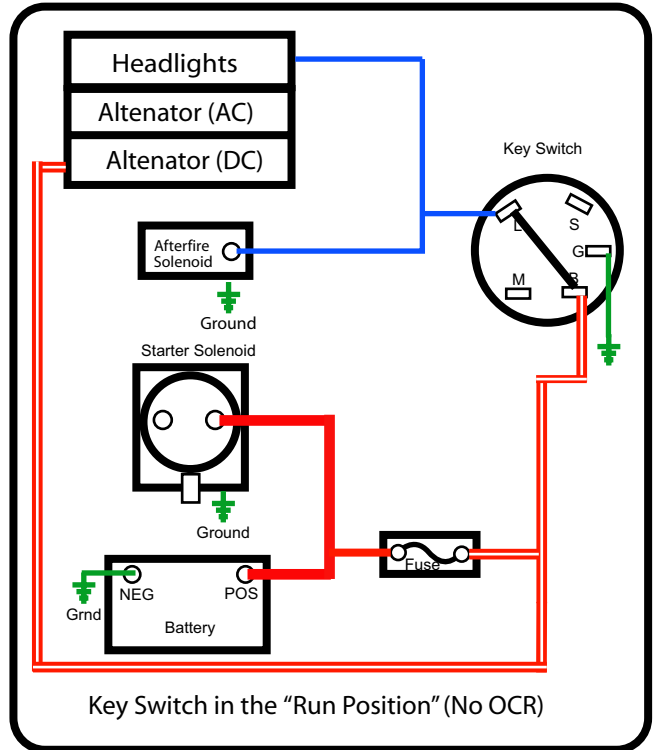 Headlights
Altenator (AC)
Altenator (DC)
Key Switch
L
S
G
M
B
Afterfire
Solenoid
Ground
Starter Solenoid
Ground
Fuse
NEG
POS
Grnd
Battery
Key Switch in the “Run Position” (No OCR)